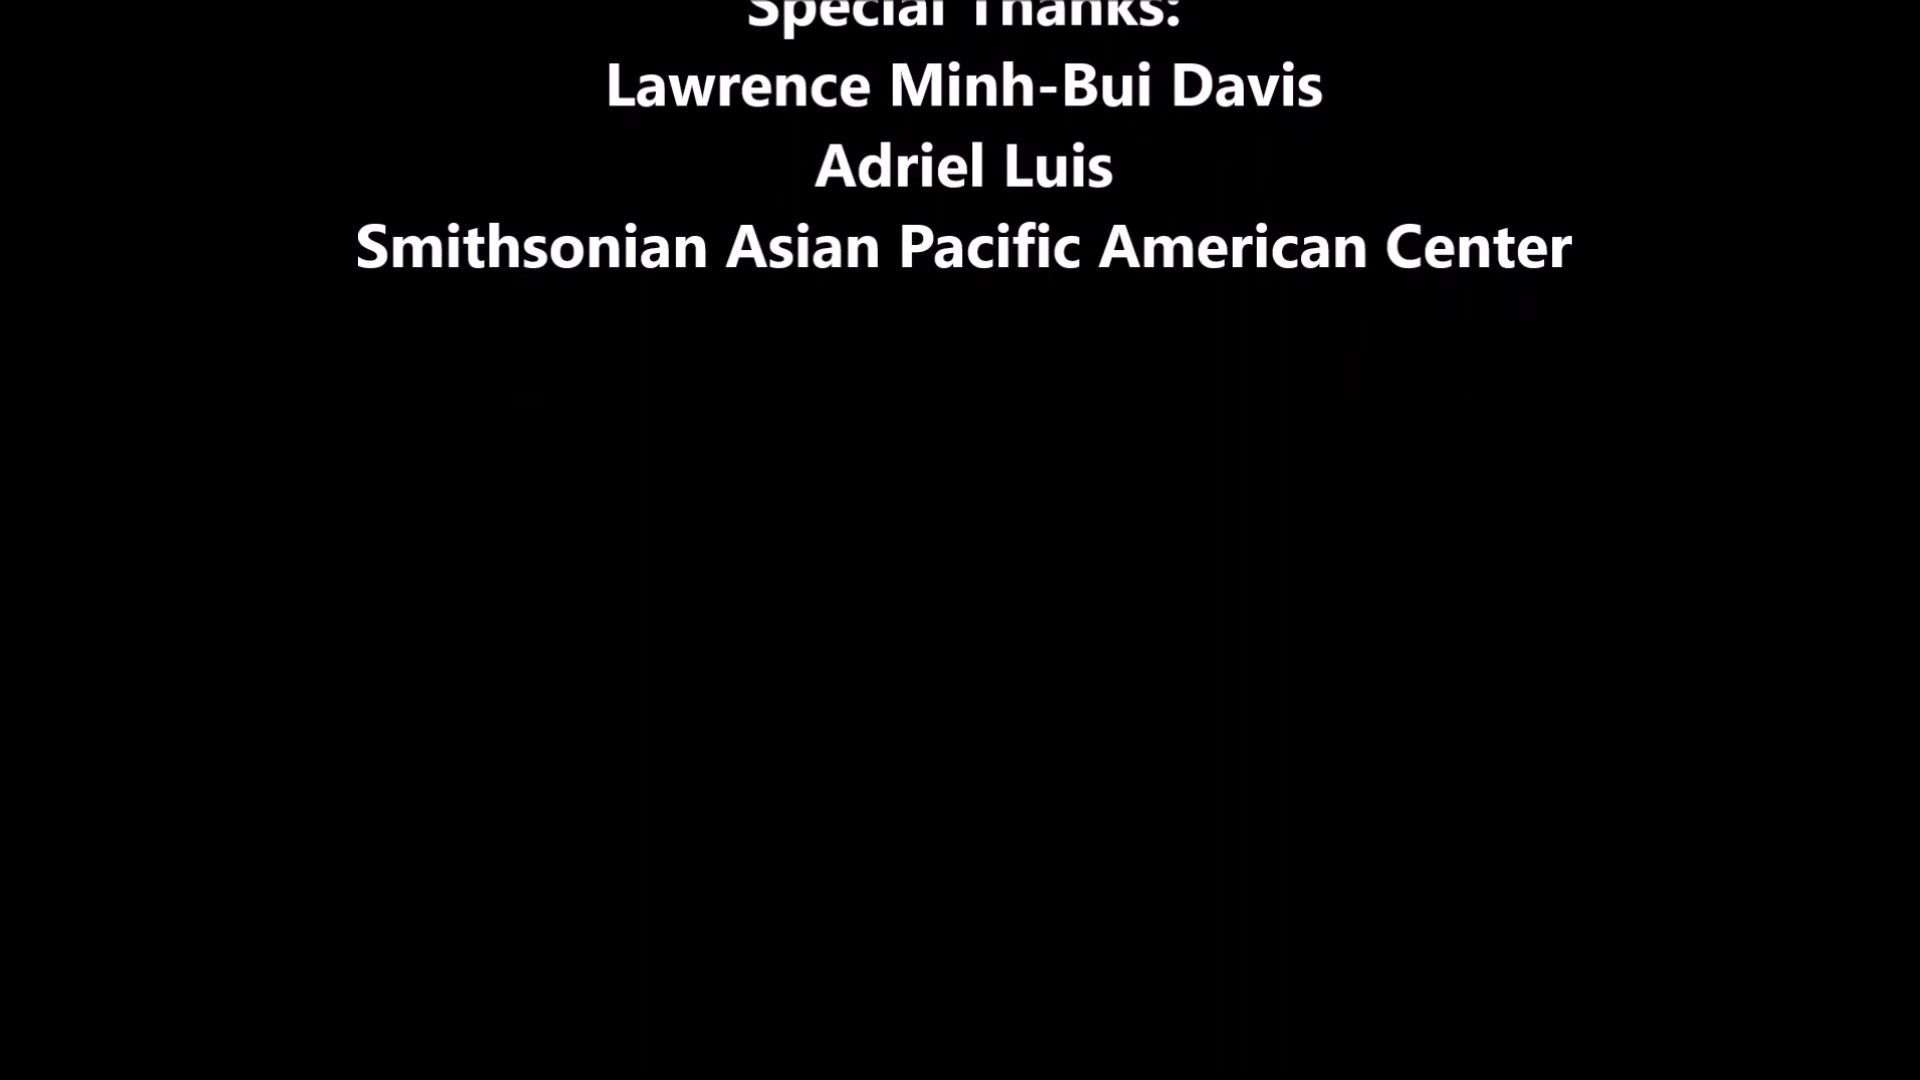 Special Thanks:
Lawrence Minh-Bui Davis
Adriel Luis
Smithsonian Asian Pacific American Center